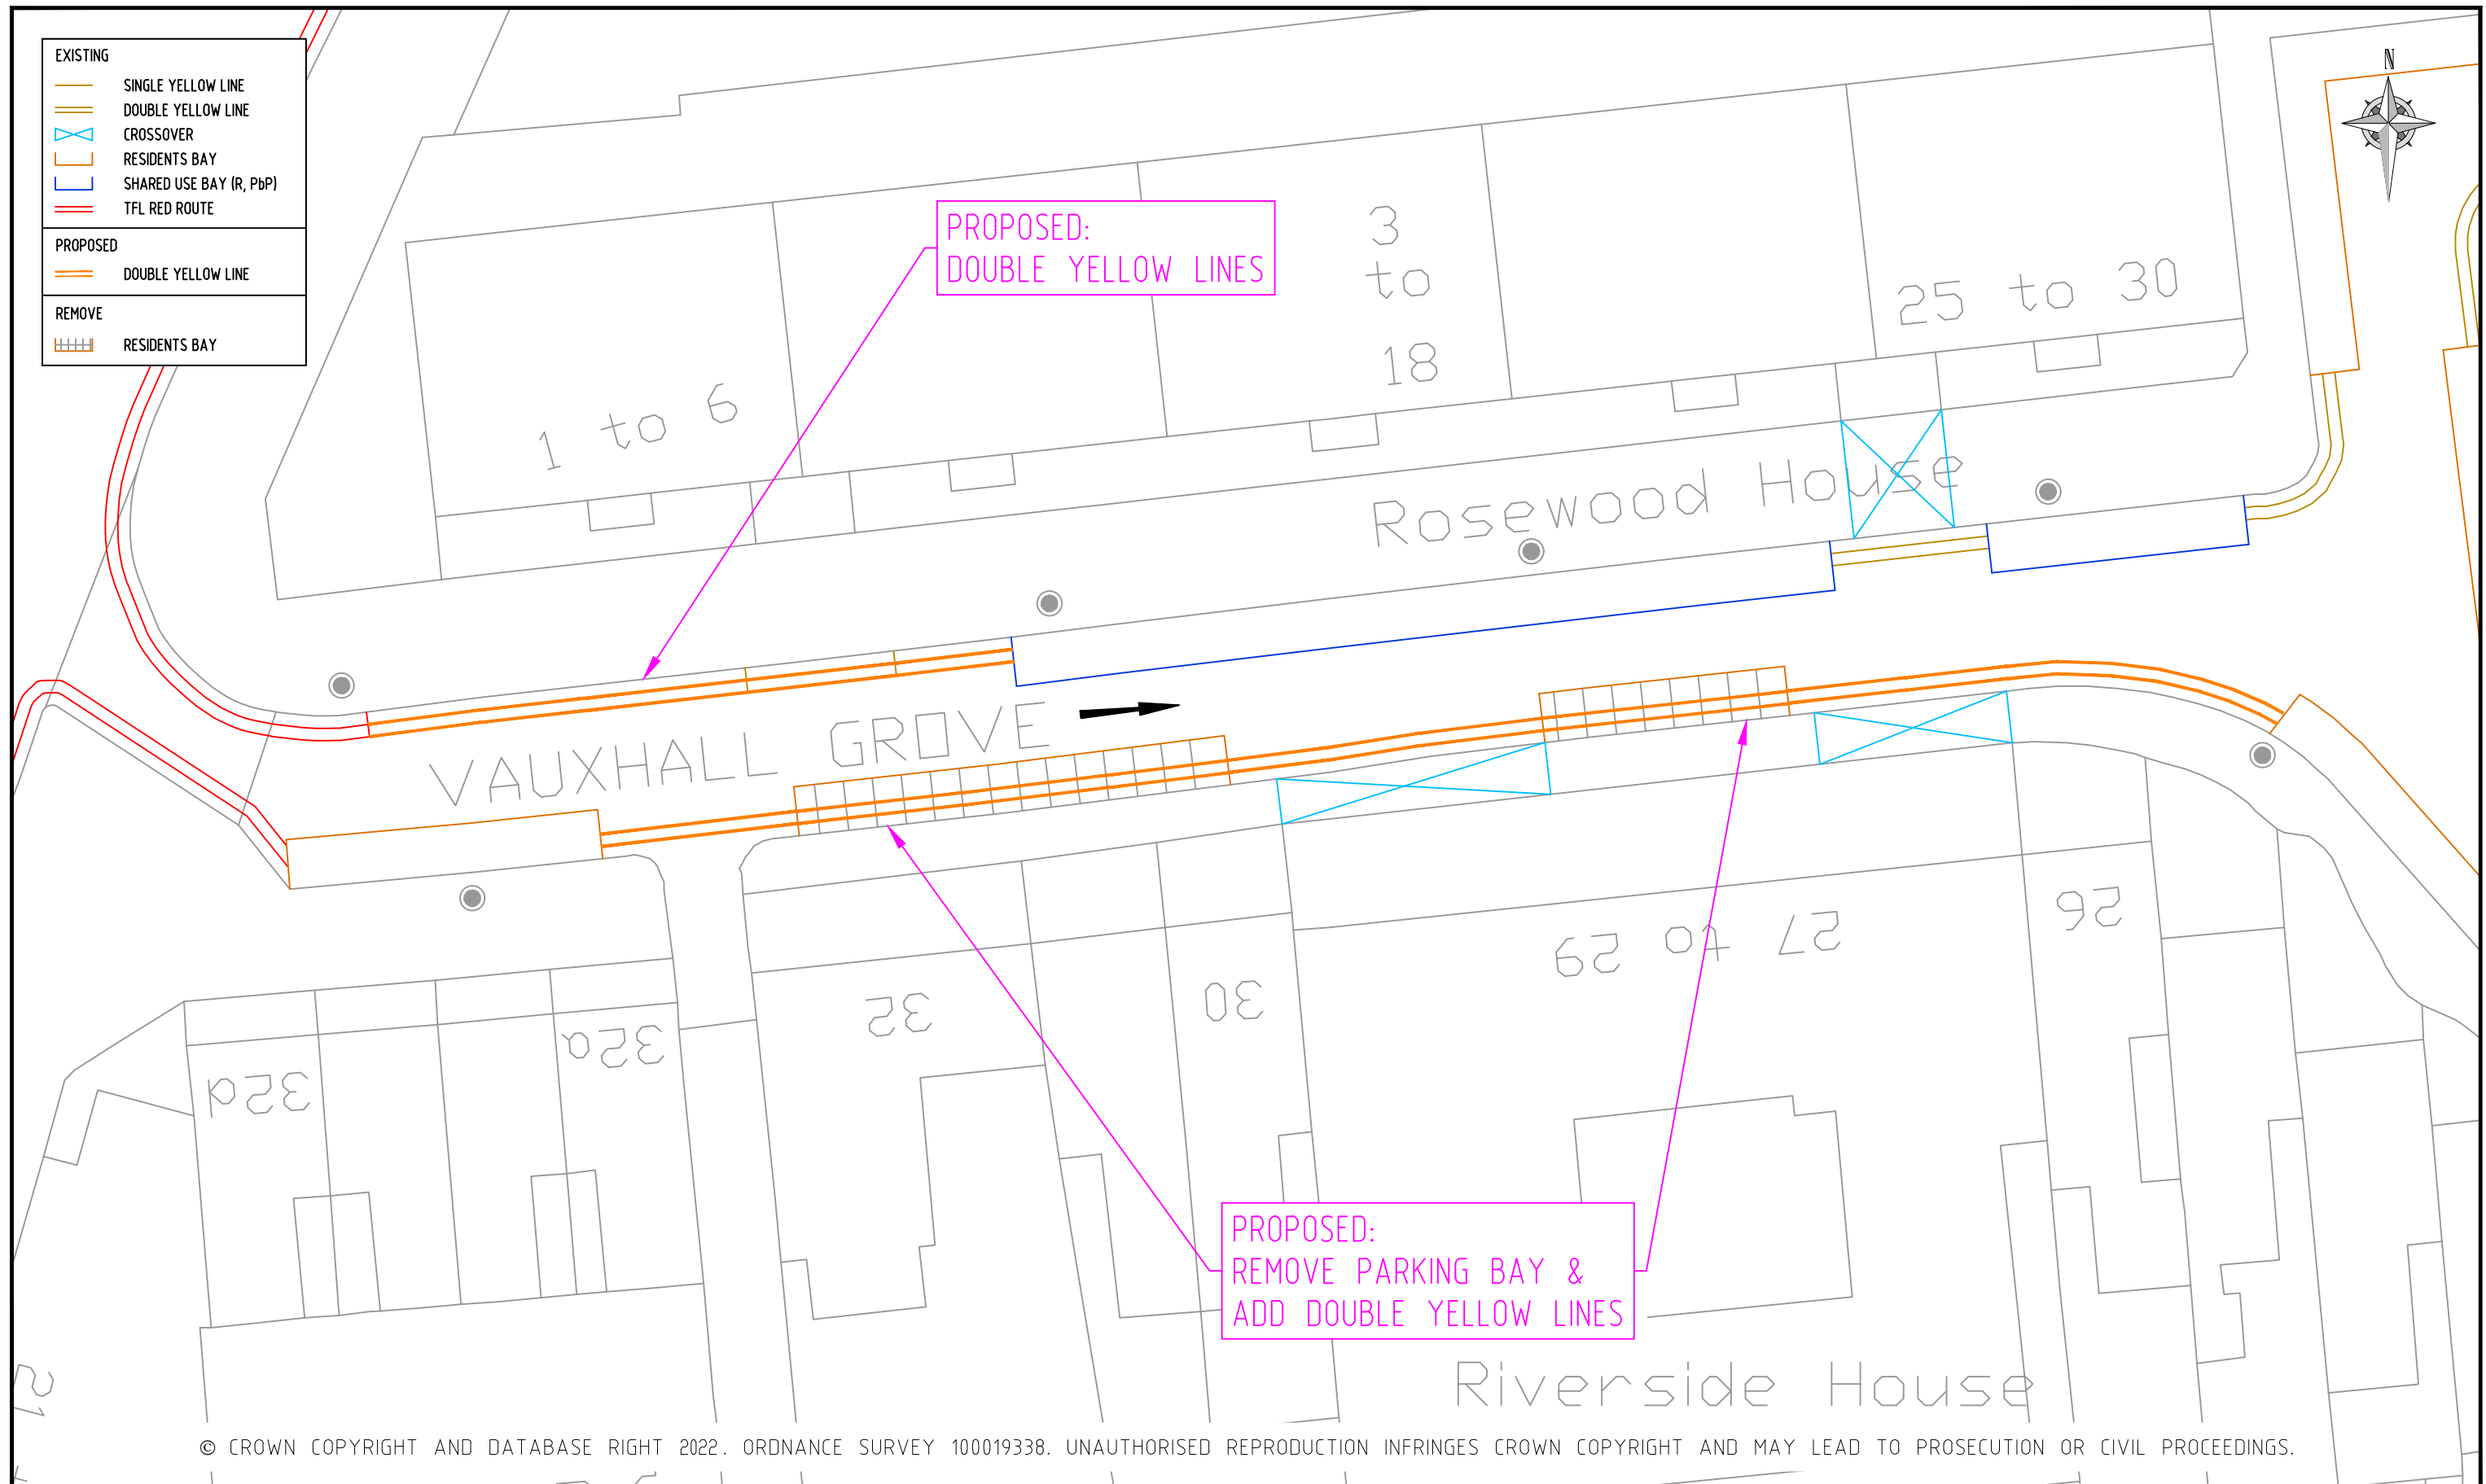 EXISTING
SINGLE YELLOW LINE
DOUBLE YELLOW LINE
CROSSOVER
RESIDENTS BAY
SHARED USE BAY (R, PbP)
TFL RED ROUTE
PROPOSED
DOUBLE YELLOW LINE
REMOVE
RESIDENTS BAY
N
PROPOSED:
DOUBLE YELLOW LINES
3
to
18
25 to 30
1 to 6
Rosewood House
VAUXHALL GROVE
26
27 to 29
30
32
32a
32d
PROPOSED:
REMOVE PARKING BAY &
ADD DOUBLE YELLOW LINES
Riverside House
© CROWN COPYRIGHT AND DATABASE RIGHT 2022. ORDNANCE SURVEY 100019338. UNAUTHORISED REPRODUCTION INFRINGES CROWN COPYRIGHT AND MAY LEAD TO PROSECUTION OR CIVIL PROCEEDINGS.